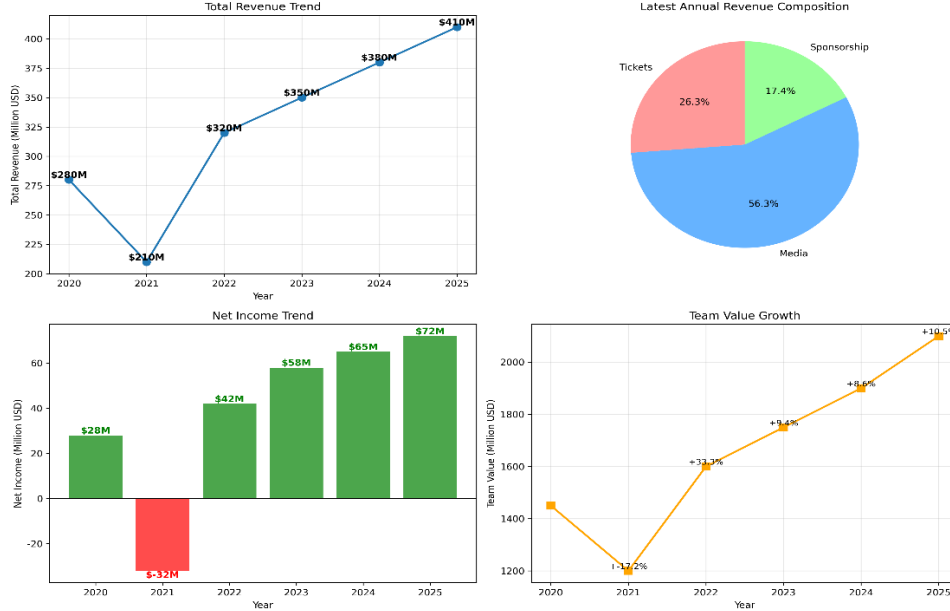 Total Revenue Trend
Total Revenue (Million USD)
400
375
350
325
300
275
250
225
200
$280M
$210M
$320M
$350M
$380M
$410M
2020 2021 2022 2023 2024 2025
Year
Latest Annual Revenue Composition
Sponsorship
Tickets
17.4%
26.3%
56.3%
Media
Net Income Trend
Net Income (Million USD)
60
40
20
0
-20
$28M
$-32M
$42M
$58M
$65M
$72M
2020 2021 2022 2023 2024 2025
Year
Team Value Growth
Team Value (Million USD)
2000
1800
1600
1400
1200
-17.2%
+33.3%
+9.4%
+8.6%
+10.5%
2020 2021 2022 2023 2024 2025
Year